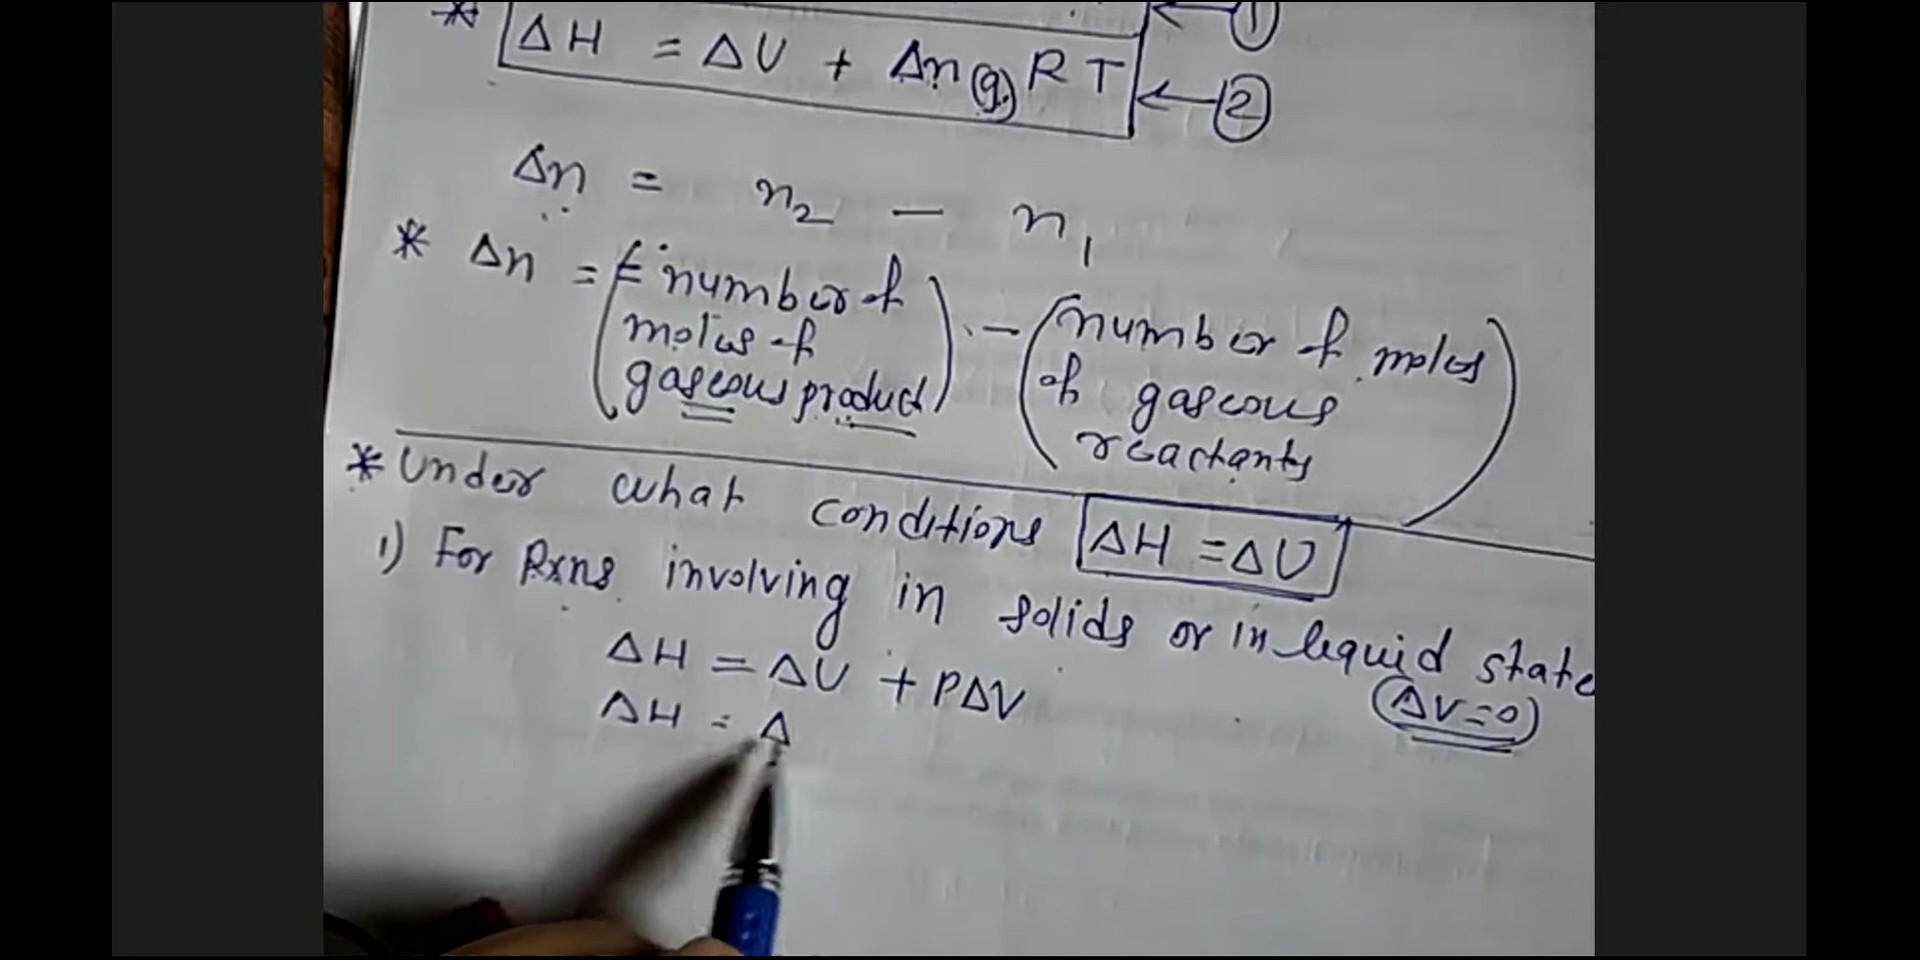 * ΔH = ΔU + Δn(g) RT ← ②
← ①
Δn = n₂ - n₁
* Δn = (number of moles of gaseous product) - (number of moles of gaseous reactants)
* Under what conditions ΔH = ΔU
1) For Rxns involving in solids or in liquid state
(ΔV=0)
ΔH = ΔU + PΔV
ΔH = Δ